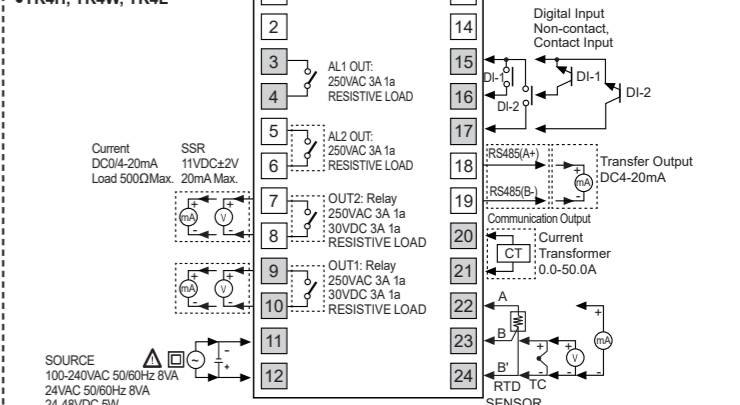 ●TK4H, TK4W, TK4L
2
3
4
AL1 OUT:
250VAC 3A 1a
RESISTIVE LOAD
5
6
AL2 OUT:
250VAC 3A 1a
RESISTIVE LOAD
Current
DC0/4-20mA
Load 500ΩMax.
SSR
11VDC±2V
20mA Max.
+
mA
-
+
V
-
7
8
OUT2: Relay
250VAC 3A 1a
30VDC 3A 1a
RESISTIVE LOAD
+
mA
-
+
V
-
9
10
OUT1: Relay
250VAC 3A 1a
30VDC 3A 1a
RESISTIVE LOAD
11
12
-
+
SOURCE
100-240VAC 50/60Hz 8VA
24VAC 50/60Hz 8VA
24-48VDC 5W
14
15
16
17
Digital Input
Non-contact,
Contact Input
DI-1
DI-2
DI-1
DI-2
18
19
RS485(A+)
RS485(B-)
Communication Output
+
mA
-
Transfer Output
DC4-20mA
20
21
CT
Current
Transformer
0.0-50.0A
22
23
24
A
B
B'
RTD
+
-
TC
+
V
-
+
mA
-
SENSOR